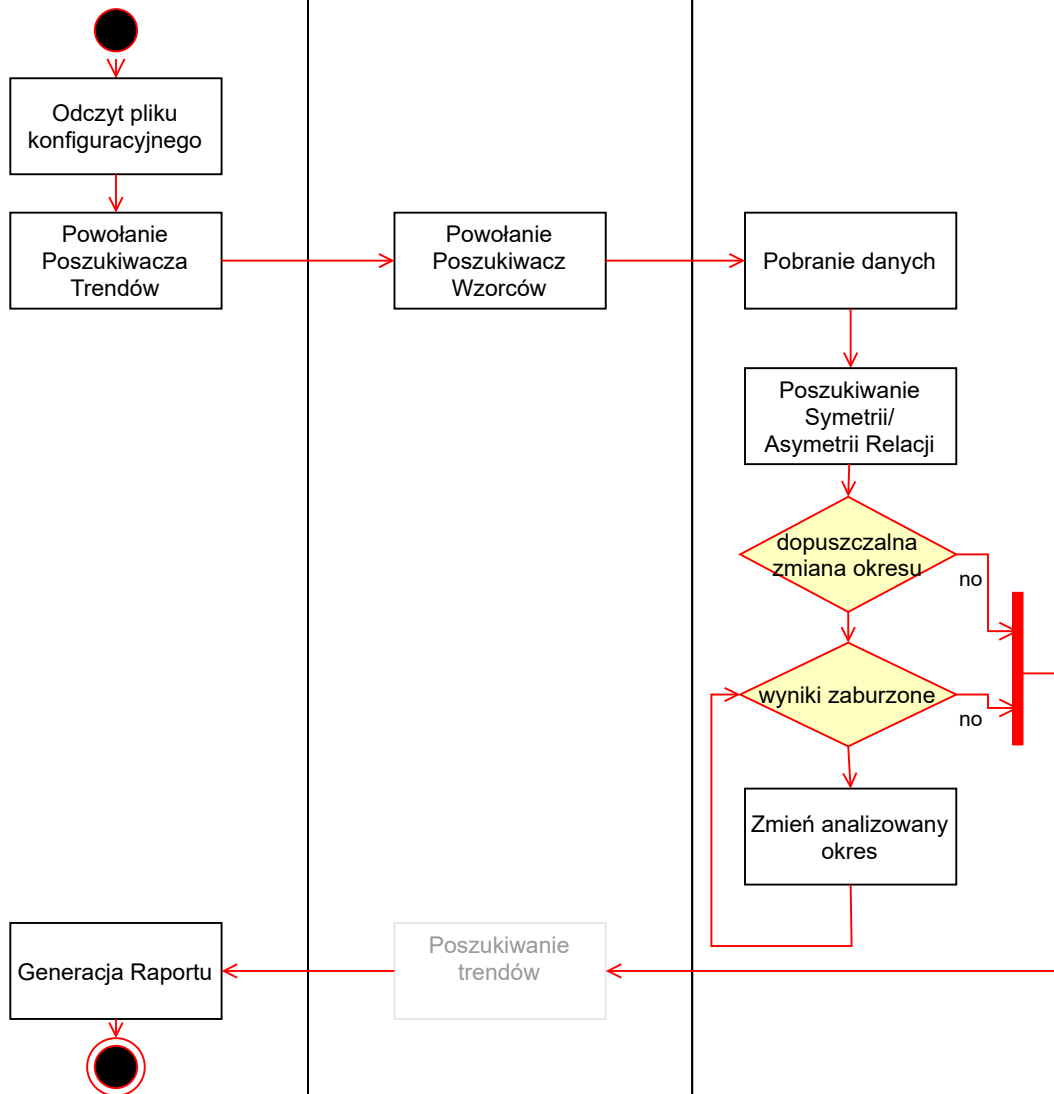 Odczyt pliku
konfiguracyjnego
Powołanie
Poszukiwacza
Trendów
Powołanie
Poszukiwacz
Wzorców
Pobranie danych
Poszukiwanie
Symetrii/
Asymetrii Relacji
dopuszczalna
zmiana okresu
no
wyniki zaburzone
no
Zmień analizowany
okres
Poszukiwanie
trendów
Generacja Raportu